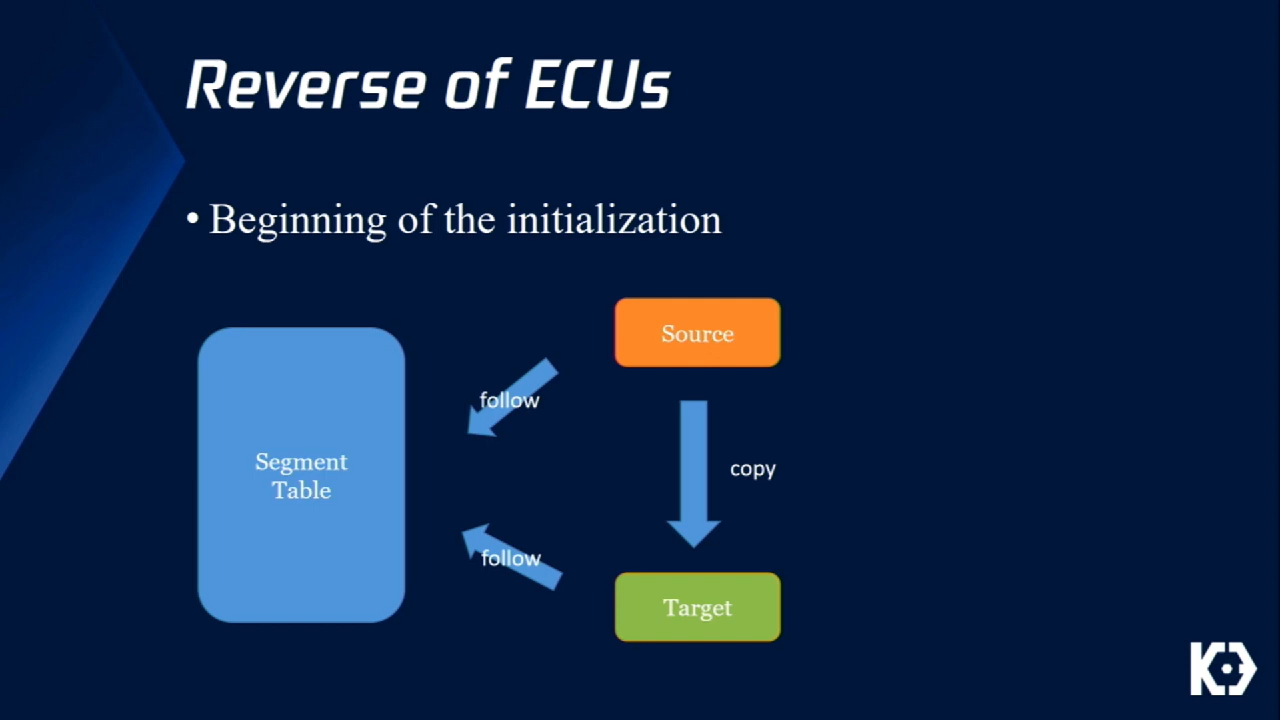 Reverse of ECUs
• Beginning of the initialization
Source
follow
copy
Segment
Table
follow
Target